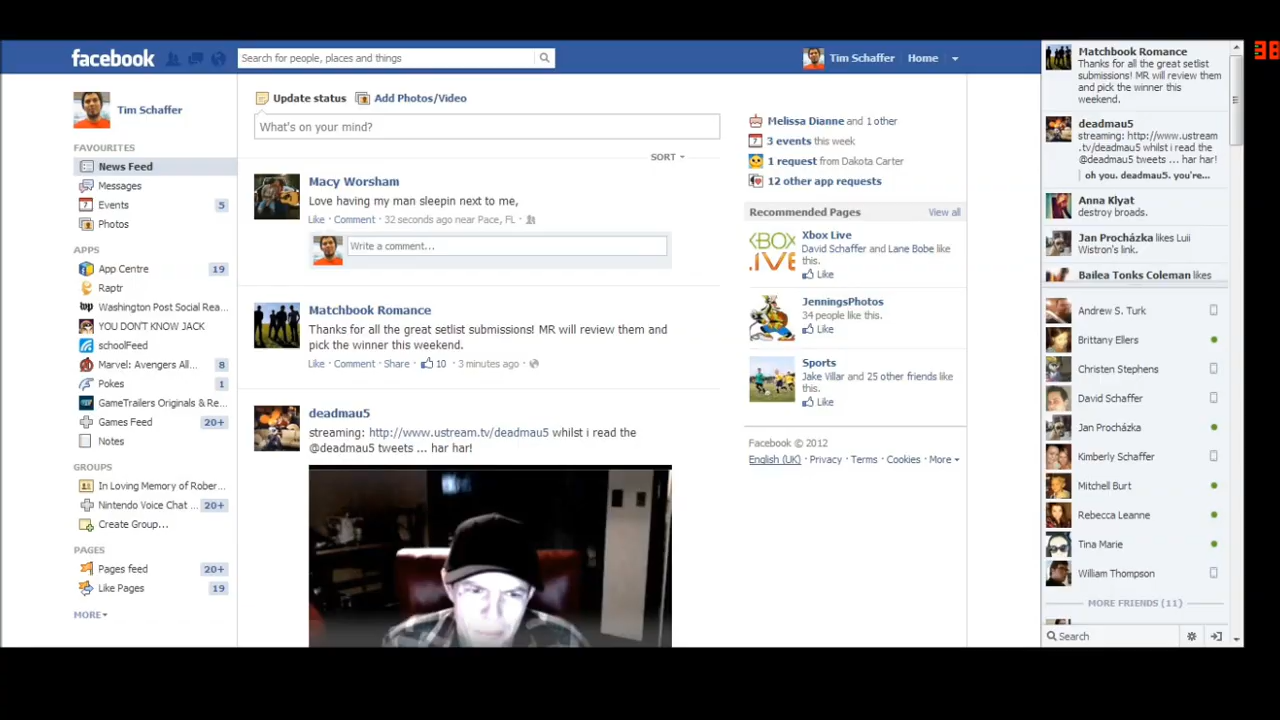 facebook
Search for people, places and things
Tim Schaffer
Home
Tim Schaffer
FAVOURITES
News Feed
Messages
Events 5
Photos
APPS
App Centre 19
Raptr
Washington Post Social Rea...
YOU DON'T KNOW JACK
schoolFeed
Marvel: Avengers All... 8
Pokes 1
GameTrailers Originals & Re...
Games Feed 20+
Notes
GROUPS
In Loving Memory of Rober...
Nintendo Voice Chat ... 20+
Create Group...
PAGES
Pages feed 20+
Like Pages 19
MORE
Update status Add Photos/Video
What's on your mind?
SORT
Macy Worsham
Love having my man sleepin next to me,
Like · Comment · 32 seconds ago near Pace, FL ·
Write a comment...
Matchbook Romance
Thanks for all the great setlist submissions! MR will review them and
pick the winner this weekend.
Like · Comment · Share · 10 · 3 minutes ago ·
deadmau5
streaming: http://www.ustream.tv/deadmau5 whilst i read the
@deadmau5 tweets ... har har!
Melissa Dianne and 1 other
3 events this week
1 request from Dakota Carter
12 other app requests
Recommended Pages View all
XBOX LIVE
Xbox Live
David Schaffer and Lane Bobe like
this.
Like
JenningsPhotos
34 people like this.
Like
Sports
Jake Villar and 25 other friends like
this.
Like
Facebook © 2012
English (UK) · Privacy · Terms · Cookies · More
Matchbook Romance
Thanks for all the great setlist
submissions! MR will review them
and pick the winner this
weekend.
deadmau5
streaming: http://www.ustream
.tv/deadmau5 whilst i read the
@deadmau5 tweets ... har har!
oh you. deadmau5. you're...
Anna Klyat
destroy broads.
Jan Procházka likes Luii
Wistron's link.
Bailea Tonks Coleman likes
Andrew S. Turk
Brittany Ellers
Christen Stephens
David Schaffer
Jan Procházka
Kimberly Schaffer
Mitchell Burt
Rebecca Leanne
Tina Marie
William Thompson
MORE FRIENDS (11)
Search